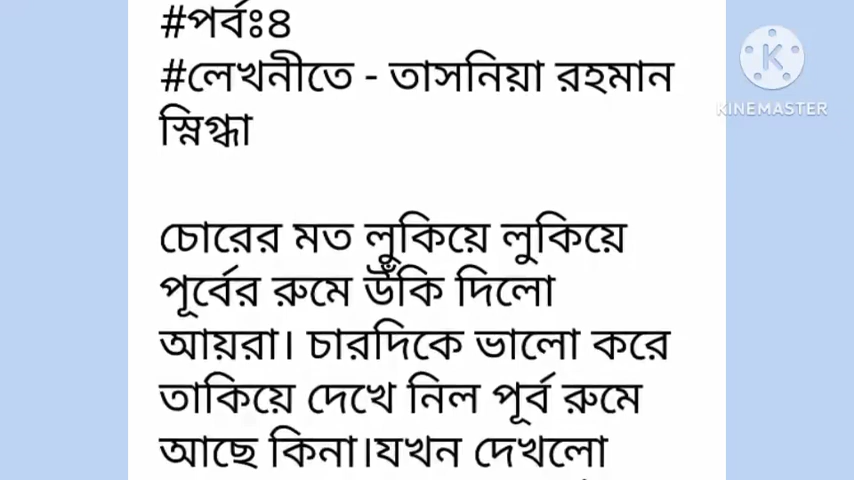 #পর্বঃ৪
#লেখনীতে - তাসনিয়া রহমান
স্নিগ্ধা
চোরের মত লুকিয়ে লুকিয়ে
পূর্বের রুমে উঁকি দিলো
আয়রা। চারদিকে ভালো করে
তাকিয়ে দেখে নিল পূর্ব রুমে
আছে কিনা।যখন দেখলো
K
KINEMASTER